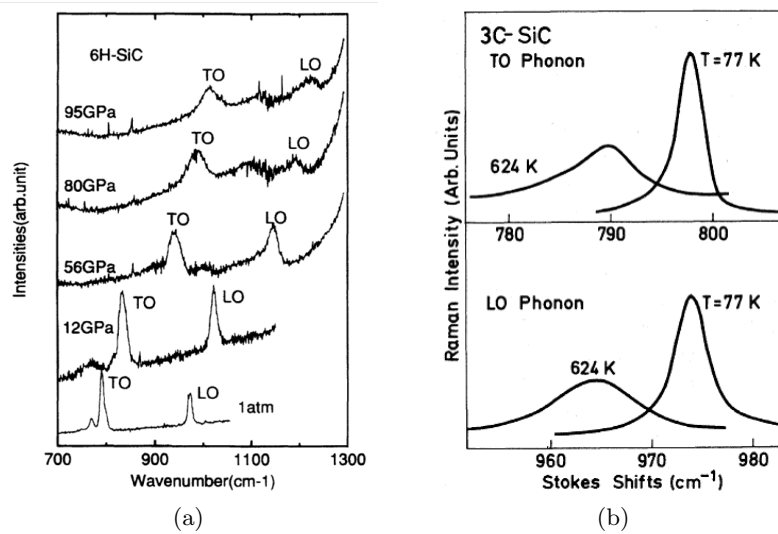 6H-SiC
TO
LO
95GPa
TO
LO
80GPa
TO
LO
56GPa
TO
LO
12GPa
TO
LO
1atm
700 900 1100 1300
Wavenumber(cm-1)
Intensities(arb.unit)
(a)
3C-SiC
TO Phonon
T=77 K
624 K
780 790 800
LO Phonon
T=77 K
624 K
960 970 980
Stokes Shifts (cm⁻¹)
Raman Intensity (Arb. Units)
(b)